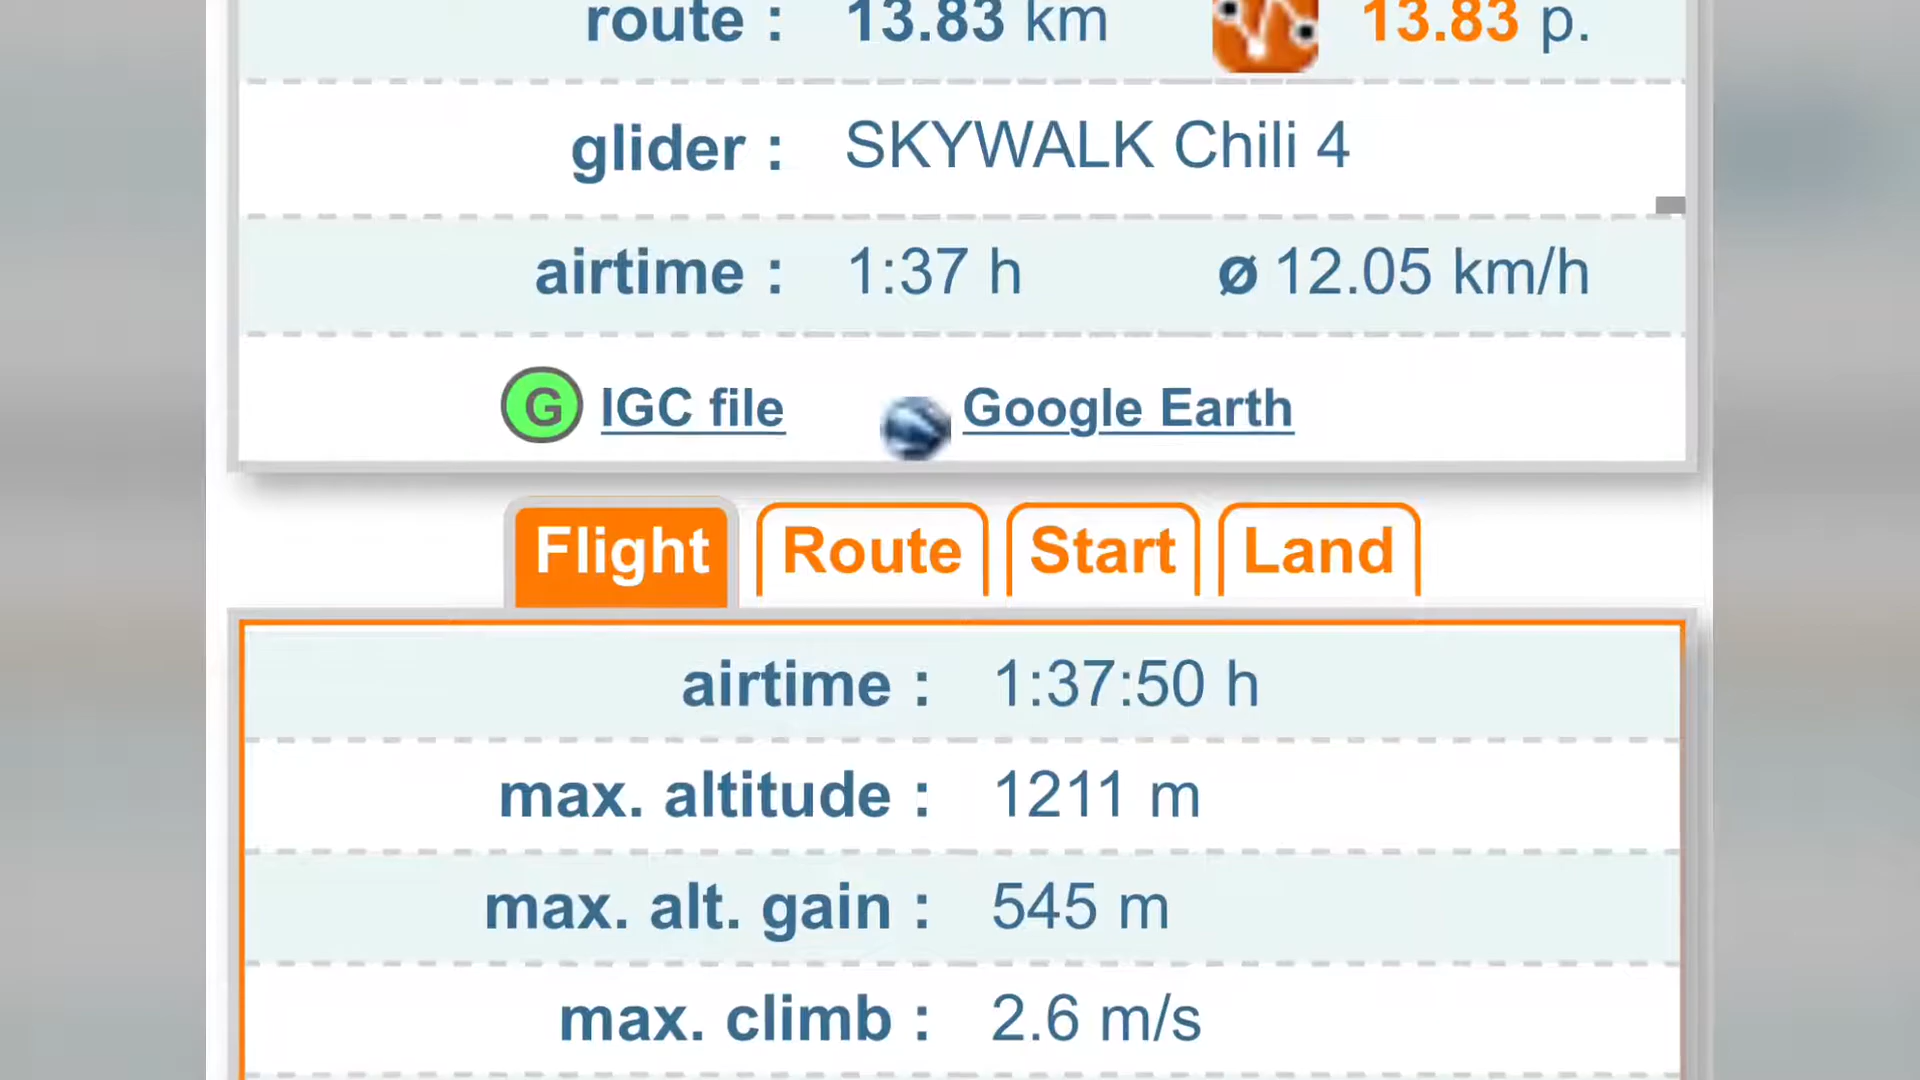 route : 13.83 km 13.83 p.
glider : SKYWALK Chili 4
airtime : 1:37 h ø 12.05 km/h
G IGC file Google Earth
Flight Route Start Land
airtime : 1:37:50 h
max. altitude : 1211 m
max. alt. gain : 545 m
max. climb : 2.6 m/s